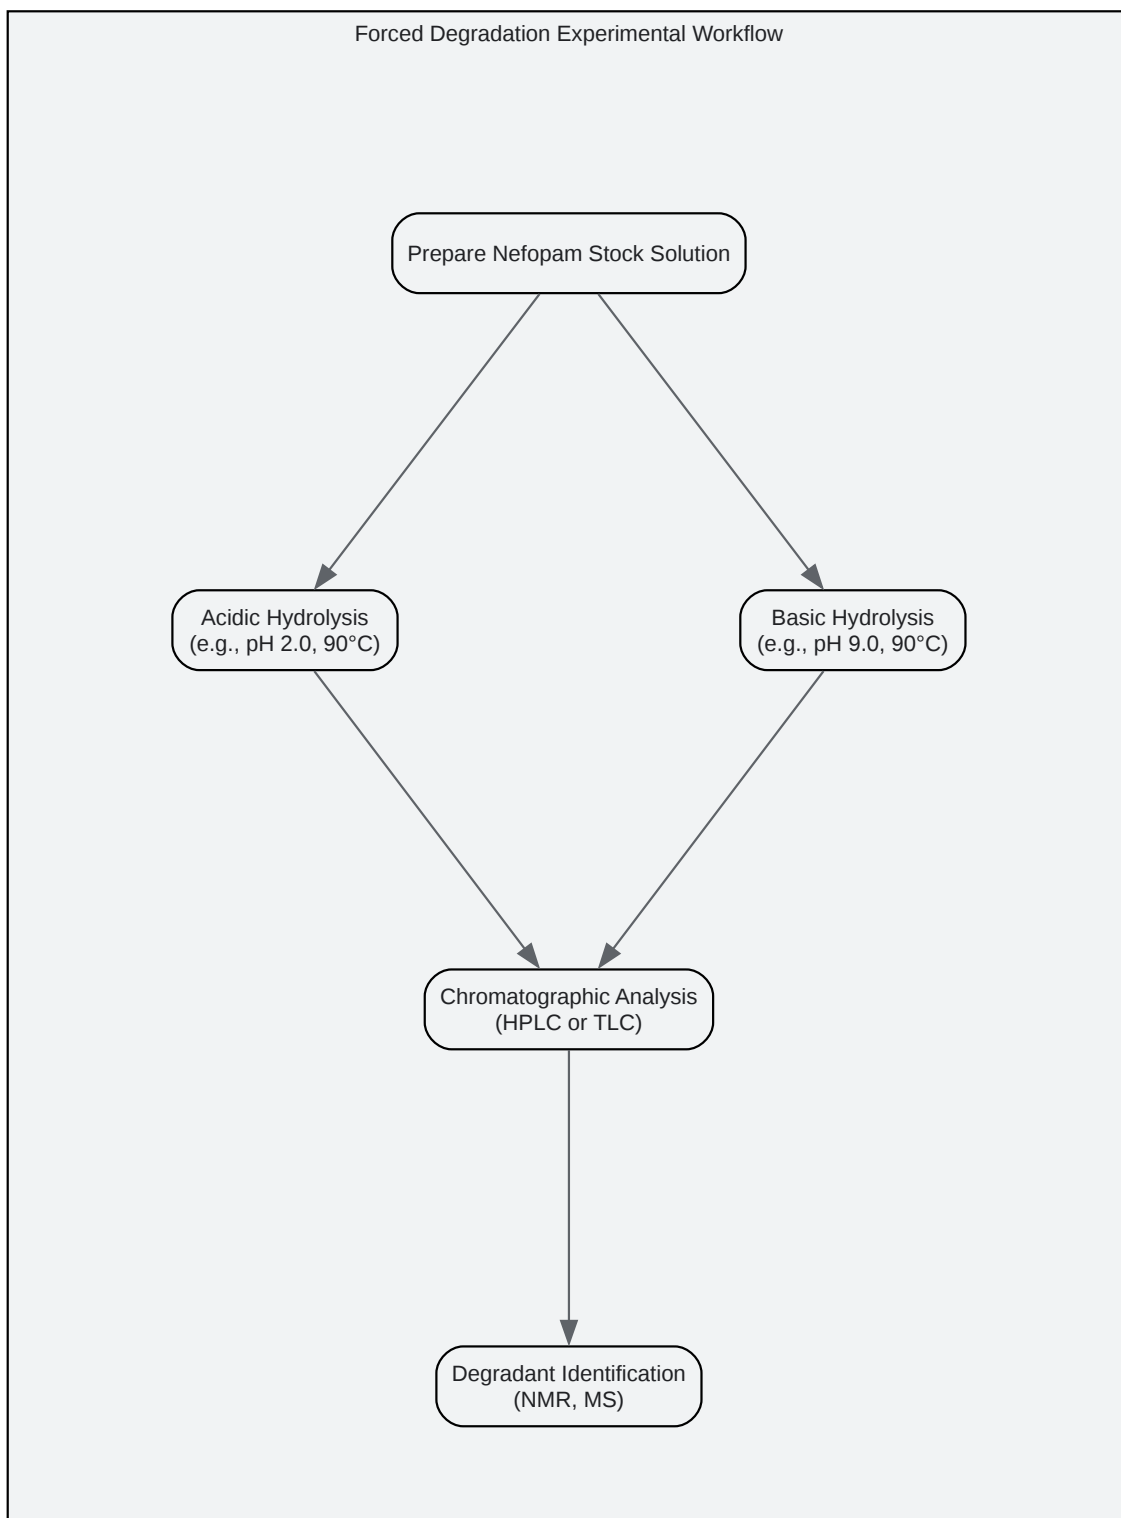 Forced Degradation Experimental Workflow
Prepare Nefopam Stock Solution
Acidic Hydrolysis
(e.g., pH 2.0, 90°C)
Basic Hydrolysis
(e.g., pH 9.0, 90°C)
Chromatographic Analysis
(HPLC or TLC)
Degradant Identification
(NMR, MS)